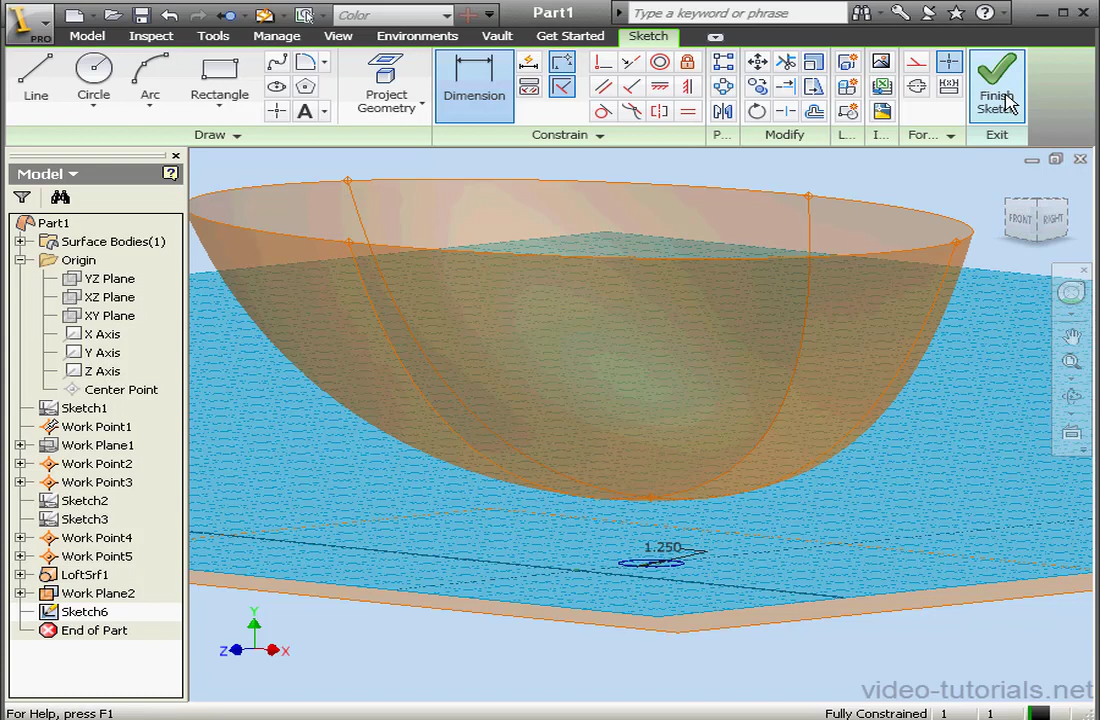 Color
Part1
Type a keyword or phrase
PRO
Model
Inspect
Tools
Manage
View
Environments
Vault
Get Started
Sketch
Line
Circle
Arc
Rectangle
Project
Geometry
Dimension
Finish
Sketch
Draw
Constrain
P...
Modify
L...
I...
For...
Exit
Model
Part1
Surface Bodies(1)
Origin
YZ Plane
XZ Plane
XY Plane
X Axis
Y Axis
Z Axis
Center Point
Sketch1
Work Point1
Work Plane1
Work Point2
Work Point3
Sketch2
Sketch3
Work Point4
Work Point5
LoftSrf1
Work Plane2
Sketch6
End of Part
FRONT
RIGHT
1.250
Y
Z
X
video-tutorials.net
For Help, press F1
Fully Constrained
1
1